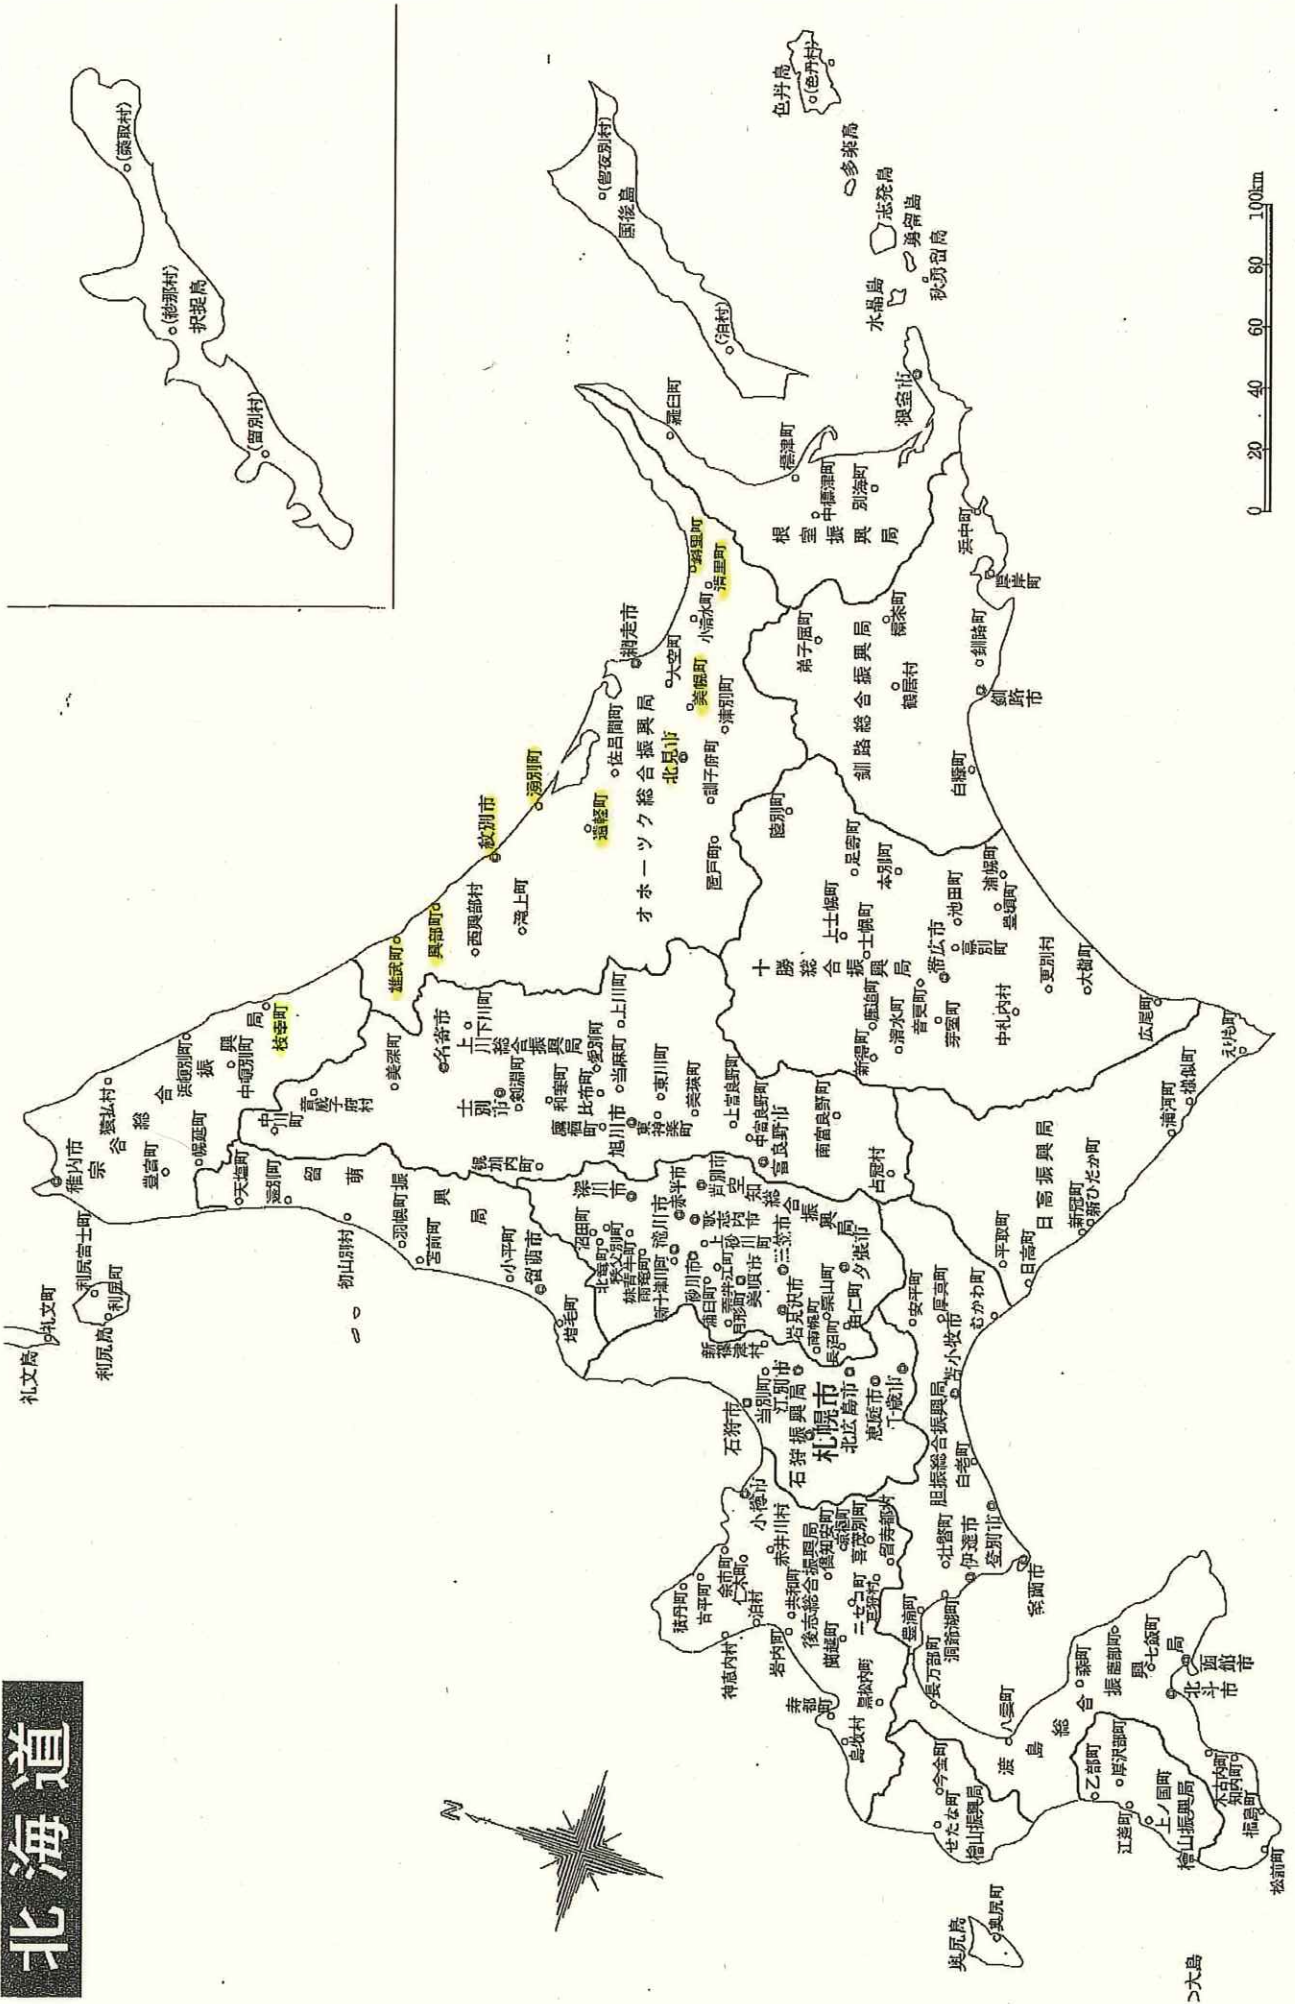 北海道
(蘂取村)
(紗那村)
択捉島
(留別村)
色丹島
(色丹村)
多楽島
志発島
勇留島
秋勇留島
水晶島
(留夜別村)
国後島
(泊村)
0 20 40 60 80 100km
N
礼文島
礼文町
利尻島
利尻富士町
利尻町
稚内市
宗谷総合振興局
猿払村
豊富町
浜頓別町
中頓別町
枝幸町
幌延町
天塩町
遠別町
留萌振興局
初山別村
羽幌町
苫前町
小平町
留萌市
増毛町
中川町
音威子府村
美深町
名寄市
下川町
上川総合振興局
士別市
剣淵町
和寒町
幌加内町
比布町
愛別町
上川町
鷹栖町
当麻町
旭川市
東川町
東神楽町
美瑛町
上富良野町
中富良野町
富良野市
南富良野町
占冠村
雄武町
興部町
西興部村
紋別市
滝上町
湧別町
遠軽町
佐呂間町
オホーツク総合振興局
北見市
網走市
大空町
美幌町
津別町
訓子府町
置戸町
小清水町
斜里町
清里町
羅臼町
標津町
中標津町
別海町
根室振興局
根室市
浜中町
厚岸町
標茶町
弟子屈町
釧路総合振興局
鶴居村
釧路町
釧路市
白糠町
陸別町
足寄町
本別町
上士幌町
士幌町
十勝総合振興局
池田町
浦幌町
豊頃町
帯広市
幕別町
音更町
鹿追町
新得町
清水町
芽室町
中札内村
更別村
大樹町
広尾町
えりも町
様似町
浦河町
新ひだか町
新冠町
日高振興局
平取町
日高町
むかわ町
厚真町
安平町
苫小牧市
胆振総合振興局
白老町
登別市
室蘭市
伊達市
壮瞥町
洞爺湖町
豊浦町
深川市
沼田町
北竜町
秩父別町
妹背牛町
雨竜町
滝川市
赤平市
芦別市
歌志内市
上砂川町
空知総合振興局
新十津川町
砂川市
浦臼町
奈井江町
月形町
美唄市
三笠市
岩見沢市
夕張市
栗山町
由仁町
南幌町
長沼町
新篠津村
当別町
江別市
石狩市
石狩振興局
札幌市
北広島市
恵庭市
千歳市
小樽市
赤井川村
余市町
仁木町
古平町
積丹町
神恵内村
泊村
岩内町
共和町
後志総合振興局
倶知安町
京極町
喜茂別町
留寿都村
ニセコ町
真狩村
蘭越町
黒松内町
寿都町
島牧村
長万部町
八雲町
渡島総合振興局
森町
鹿部町
七飯町
函館市
北斗市
木古内町
知内町
福島町
松前町
今金町
せたな町
檜山振興局
乙部町
厚沢部町
江差町
上ノ国町
檜山振興局
奥尻島
奥尻町
大島